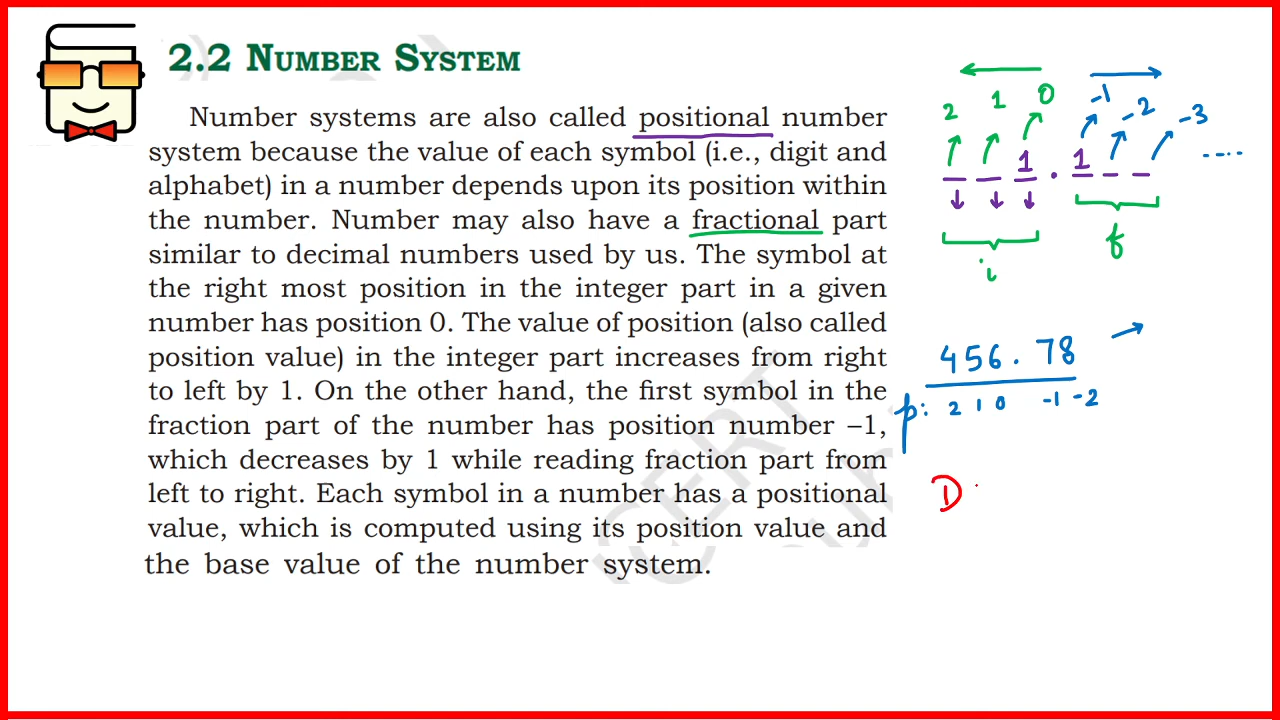 2.2 NUMBER SYSTEM
Number systems are also called positional number
system because the value of each symbol (i.e., digit and
alphabet) in a number depends upon its position within
the number. Number may also have a fractional part
similar to decimal numbers used by us. The symbol at
the right most position in the integer part in a given
number has position 0. The value of position (also called
position value) in the integer part increases from right
to left by 1. On the other hand, the first symbol in the
fraction part of the number has position number –1,
which decreases by 1 while reading fraction part from
left to right. Each symbol in a number has a positional
value, which is computed using its position value and
the base value of the number system.
2 1 0 -1 -2 -3
1 . 1 ....
i f
456.78
p: 2 1 0 -1 -2
D